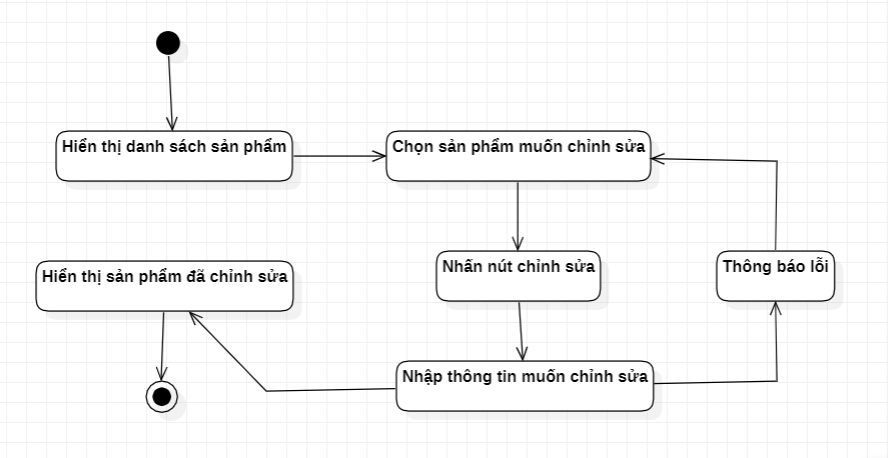 Hiển thị danh sách sản phẩm
Chọn sản phẩm muốn chỉnh sửa
Nhấn nút chỉnh sửa
Thông báo lỗi
Hiển thị sản phẩm đã chỉnh sửa
Nhập thông tin muốn chỉnh sửa